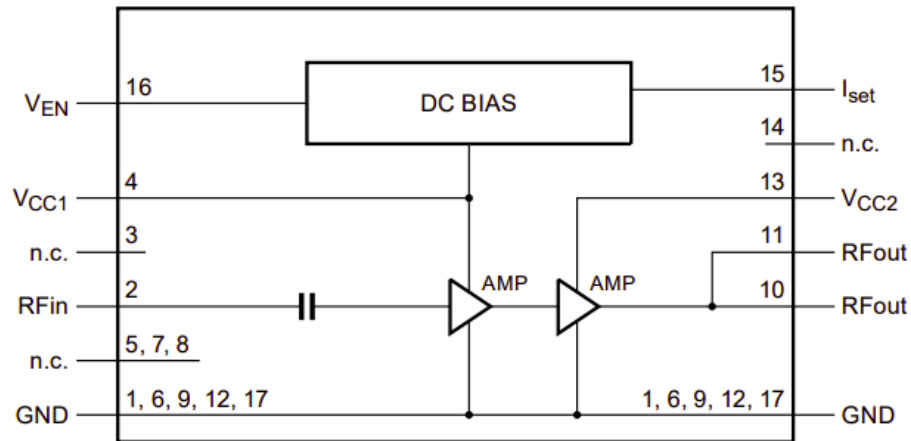 16
V_EN
DC BIAS
15
I_set
14
n.c.
4
V_CC1
13
V_CC2
3
n.c.
11
RFout
2
RFin
AMP
AMP
10
RFout
5, 7, 8
n.c.
1, 6, 9, 12, 17
GND
1, 6, 9, 12, 17
GND